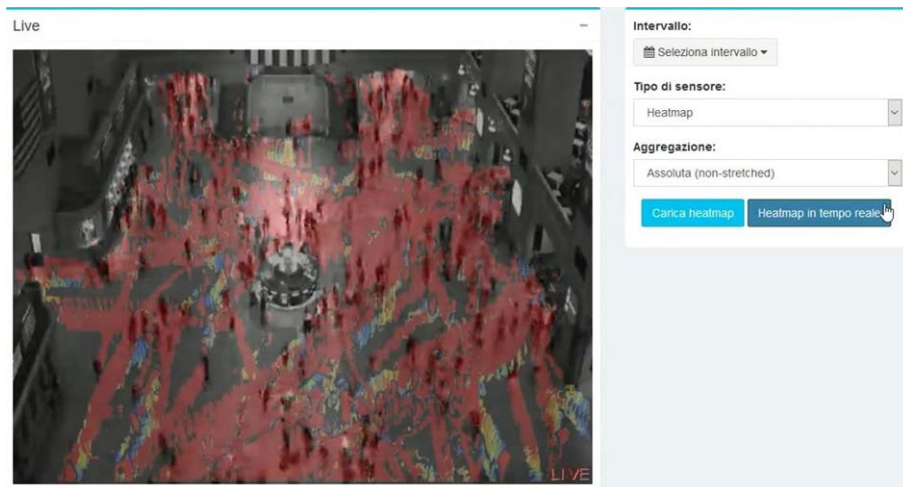 Live
Intervallo:
Seleziona intervallo
Tipo di sensore:
Heatmap
Aggregazione:
Assoluta (non-stretched)
Carica heatmap
Heatmap in tempo reale
LIVE